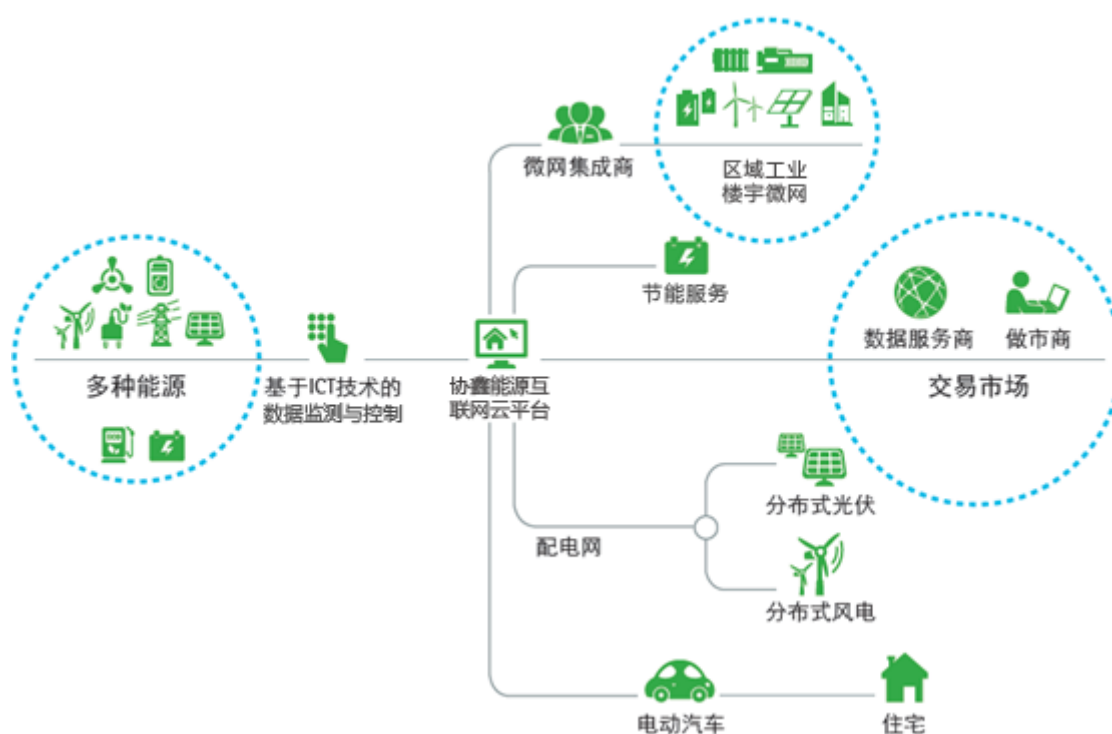 微网集成商
区域工业
楼宇微网
节能服务
数据服务商
做市商
多种能源
基于ICT技术的
数据监测与控制
协鑫能源互
联网云平台
交易市场
分布式光伏
配电网
分布式风电
电动汽车
住宅